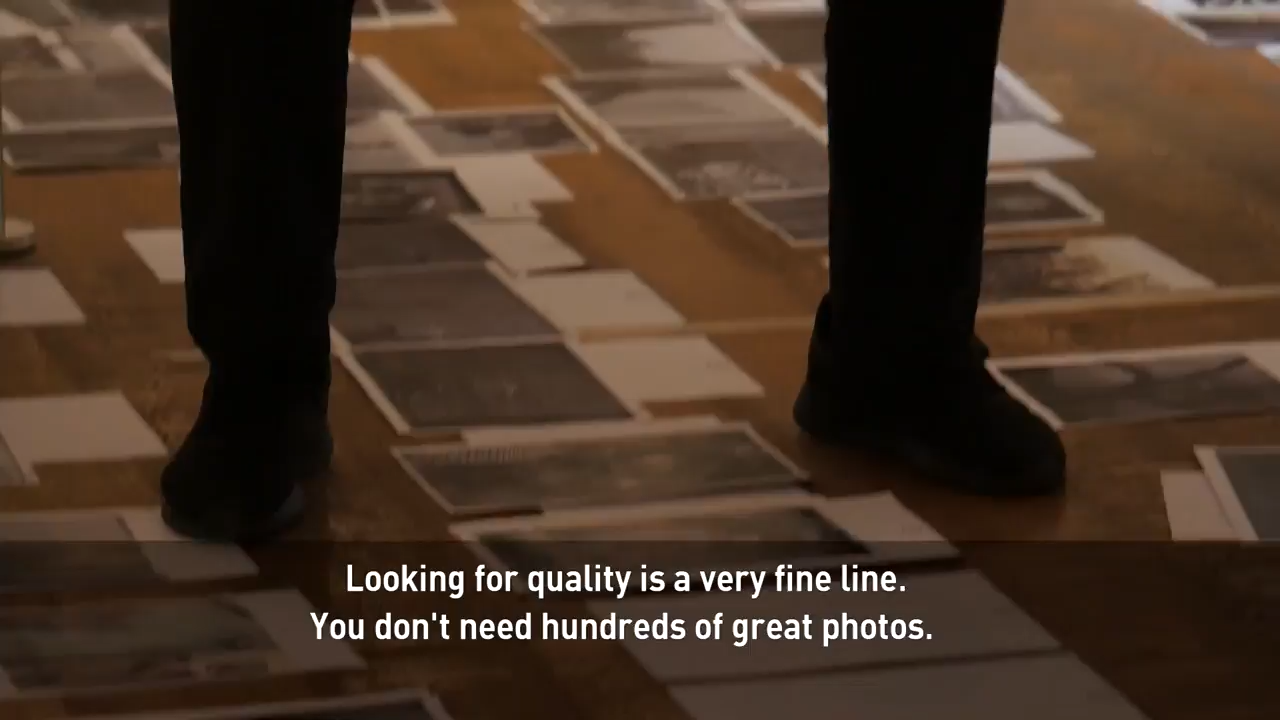 Looking for quality is a very fine line.
You don't need hundreds of great photos.